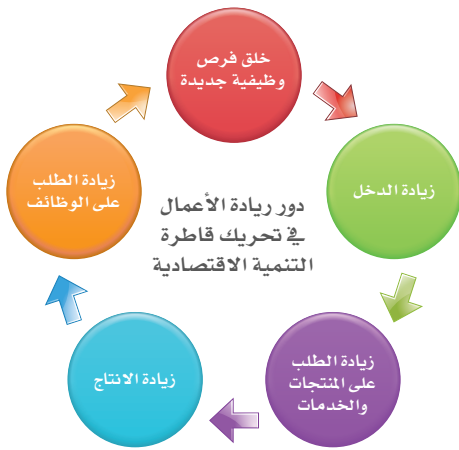 خلق فرص
وظيفية جديدة
زيادة الدخل
زيادة الطلب
على المنتجات
والخدمات
زيادة الانتاج
زيادة الطلب
على الوظائف
دور ريادة الأعمال
في تحريك قاطرة
التنمية الاقتصادية